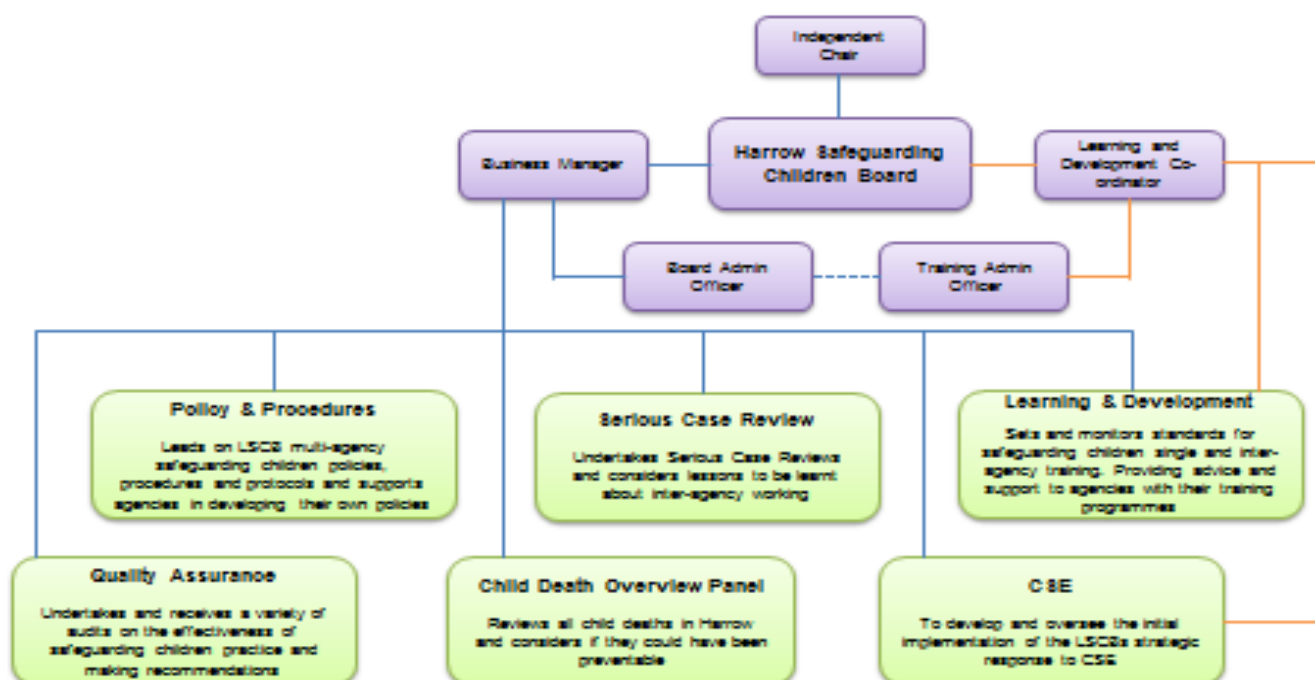 Independent
Chair
Business Manager
Harrow Safeguarding
Children Board
Learning and
Development Co-
ordinator
Board Admin
Officer
Training Admin
Officer
Policy & Procedures
Leads on LSCB multi-agency
safeguarding children policies,
procedures and protocols and supports
agencies in developing their own policies
Serious Case Review
Undertakes Serious Case Reviews
and considers lessons to be learnt
about inter-agency working
Learning & Development
Sets and monitors standards for
safeguarding children single and inter-
agency training. Providing advice and
support to agencies with their training
programmes
Quality Assurance
Undertakes and receives a variety of
audits on the effectiveness of
safeguarding children practice and
making recommendations
Child Death Overview Panel
Reviews all child deaths in Harrow
and considers if they could have been
preventable
CSE
To develop and oversee the initial
implementation of the LSCBs strategic
response to CSE